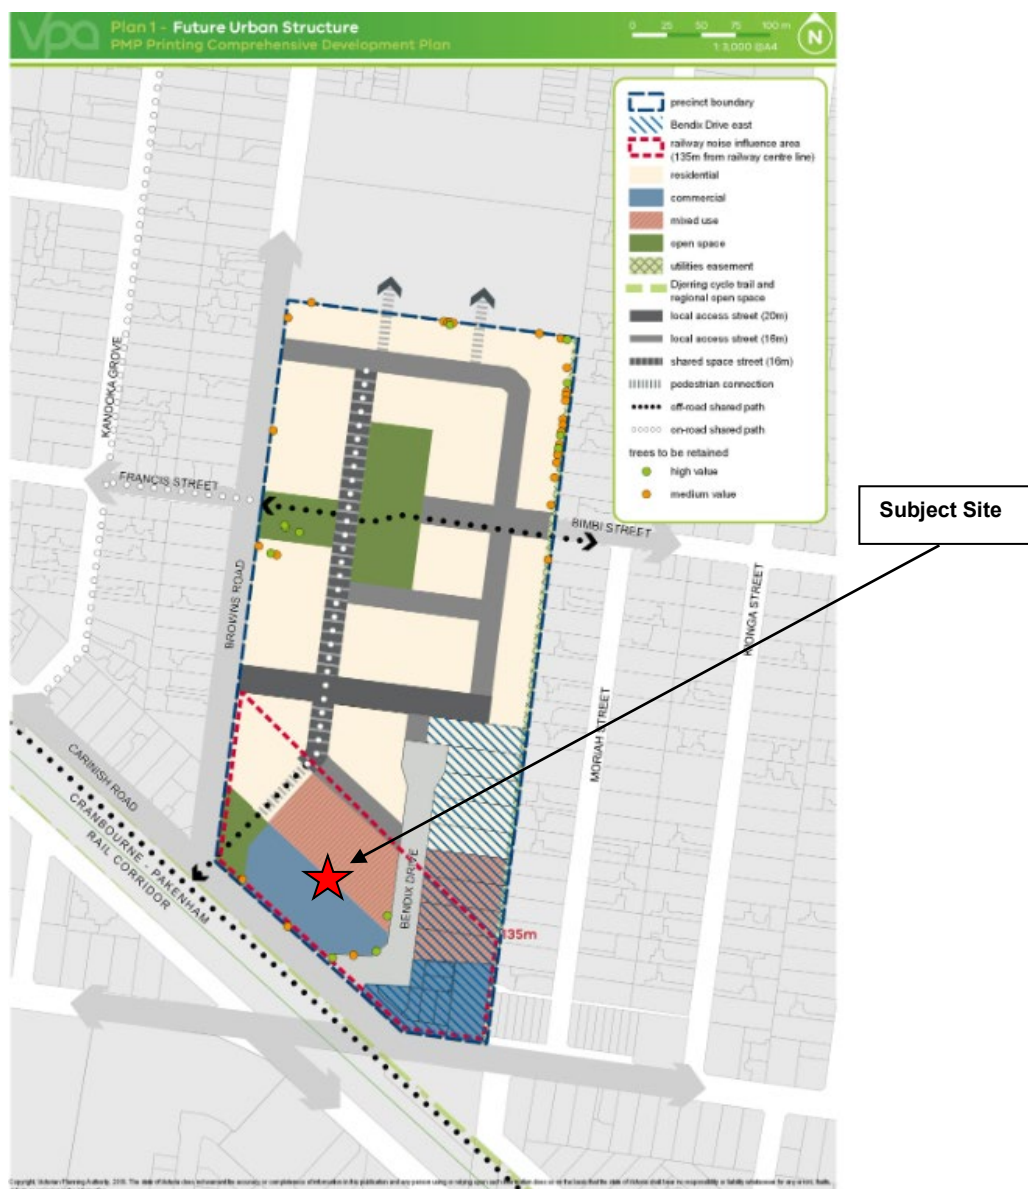 vpa
Plan 1 - Future Urban Structure
PMP Printing Comprehensive Development Plan
0 25 50 75 100 m
1:3,000 @A4
N
precinct boundary
Bendix Drive east
railway noise influence area
(135m from railway centre line)
residential
commercial
mixed use
open space
utilities easement
Djerring cycle trail and
regional open space
local access street (20m)
local access street (16m)
shared space street (16m)
pedestrian connection
off-road shared path
on-road shared path
trees to be retained
high value
medium value
Subject Site
KANOOKA GROVE
FRANCIS STREET
BIMBI STREET
BROWNS ROAD
MORIAH STREET
KIONGA STREET
CARINISH ROAD
CRANBOURNE - PAKENHAM
RAIL CORRIDOR
BENDIX DRIVE
135m